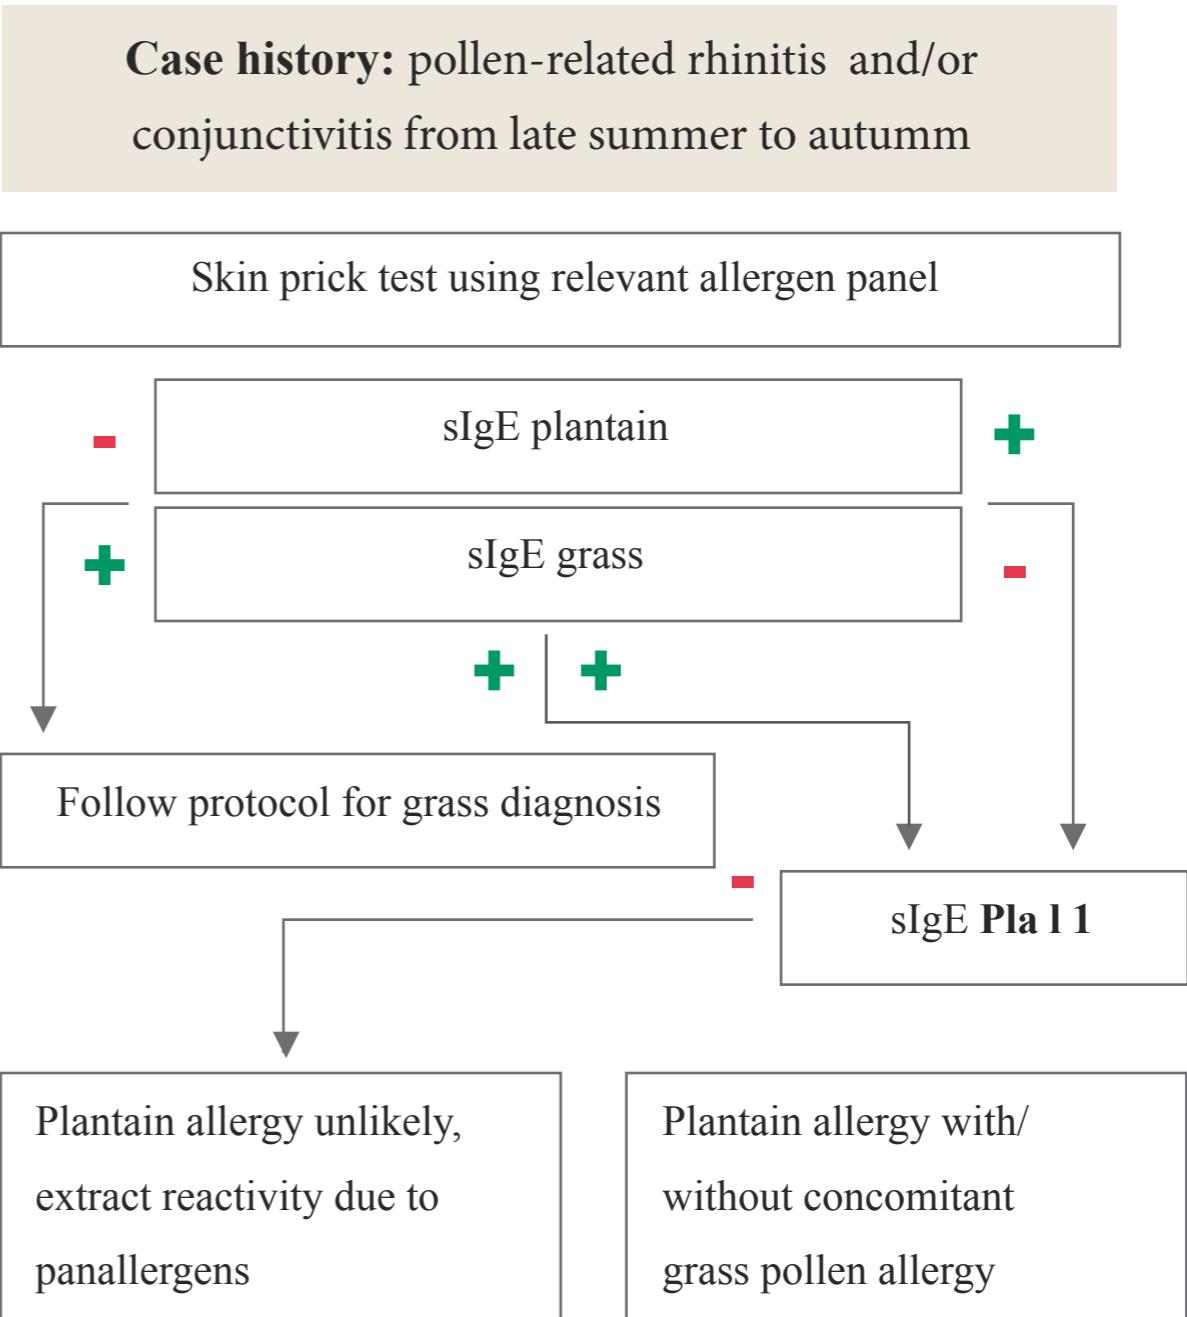 Case history: pollen-related rhinitis and/or
conjunctivitis from late summer to autumm
Skin prick test using relevant allergen panel
-
sIgE plantain
+
+
sIgE grass
-
+ +
Follow protocol for grass diagnosis
-
sIgE Pla l 1
Plantain allergy unlikely,
extract reactivity due to
panallergens
Plantain allergy with/
without concomitant
grass pollen allergy